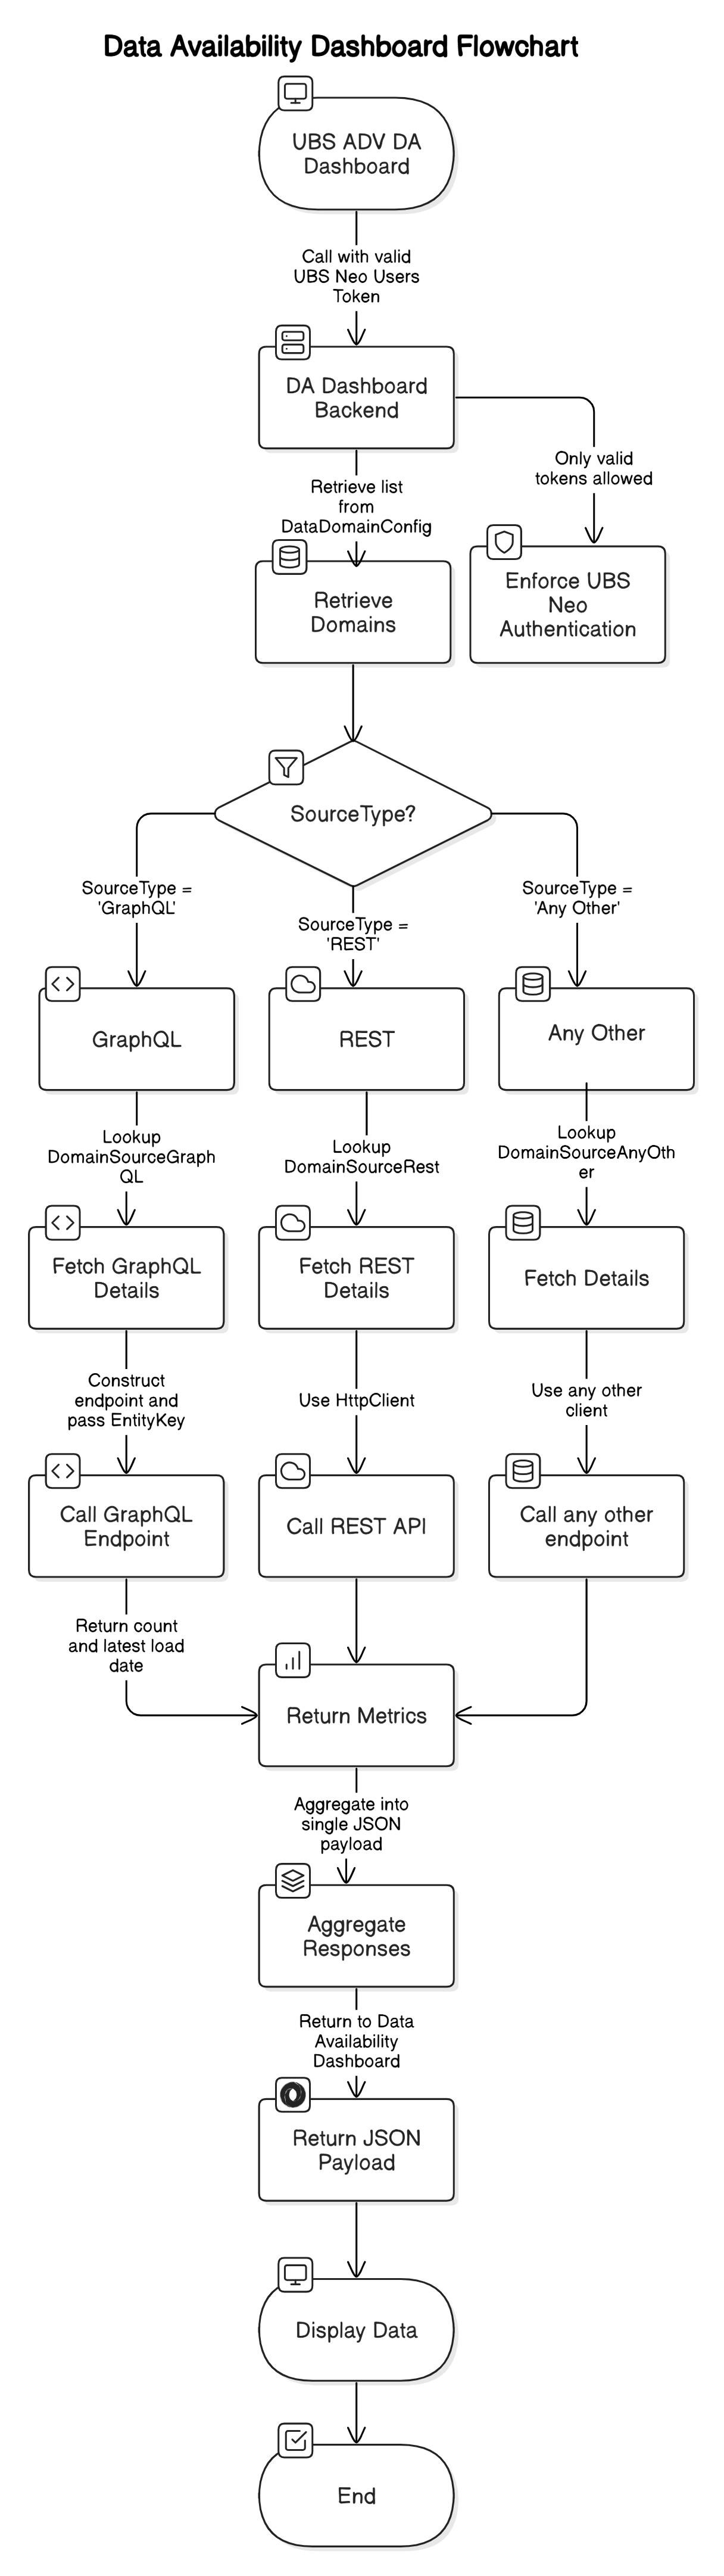 Data Availability Dashboard Flowchart
UBS ADV DA
Dashboard
Call with valid
UBS Neo Users
Token
DA Dashboard
Backend
Only valid
tokens allowed
Retrieve list
from
DataDomainConfig
Enforce UBS
Neo
Authentication
Retrieve
Domains
SourceType?
SourceType =
'GraphQL'
SourceType =
'REST'
SourceType =
'Any Other'
GraphQL
REST
Any Other
Lookup
DomainSourceGraph
QL
Lookup
DomainSourceRest
Lookup
DomainSourceAnyOth
er
Fetch GraphQL
Details
Fetch REST
Details
Fetch Details
Construct
endpoint and
pass EntityKey
Use HttpClient
Use any other
client
Call GraphQL
Endpoint
Call REST API
Call any other
endpoint
Return count
and latest load
date
Return Metrics
Aggregate into
single JSON
payload
Aggregate
Responses
Return to Data
Availability
Dashboard
Return JSON
Payload
Display Data
End